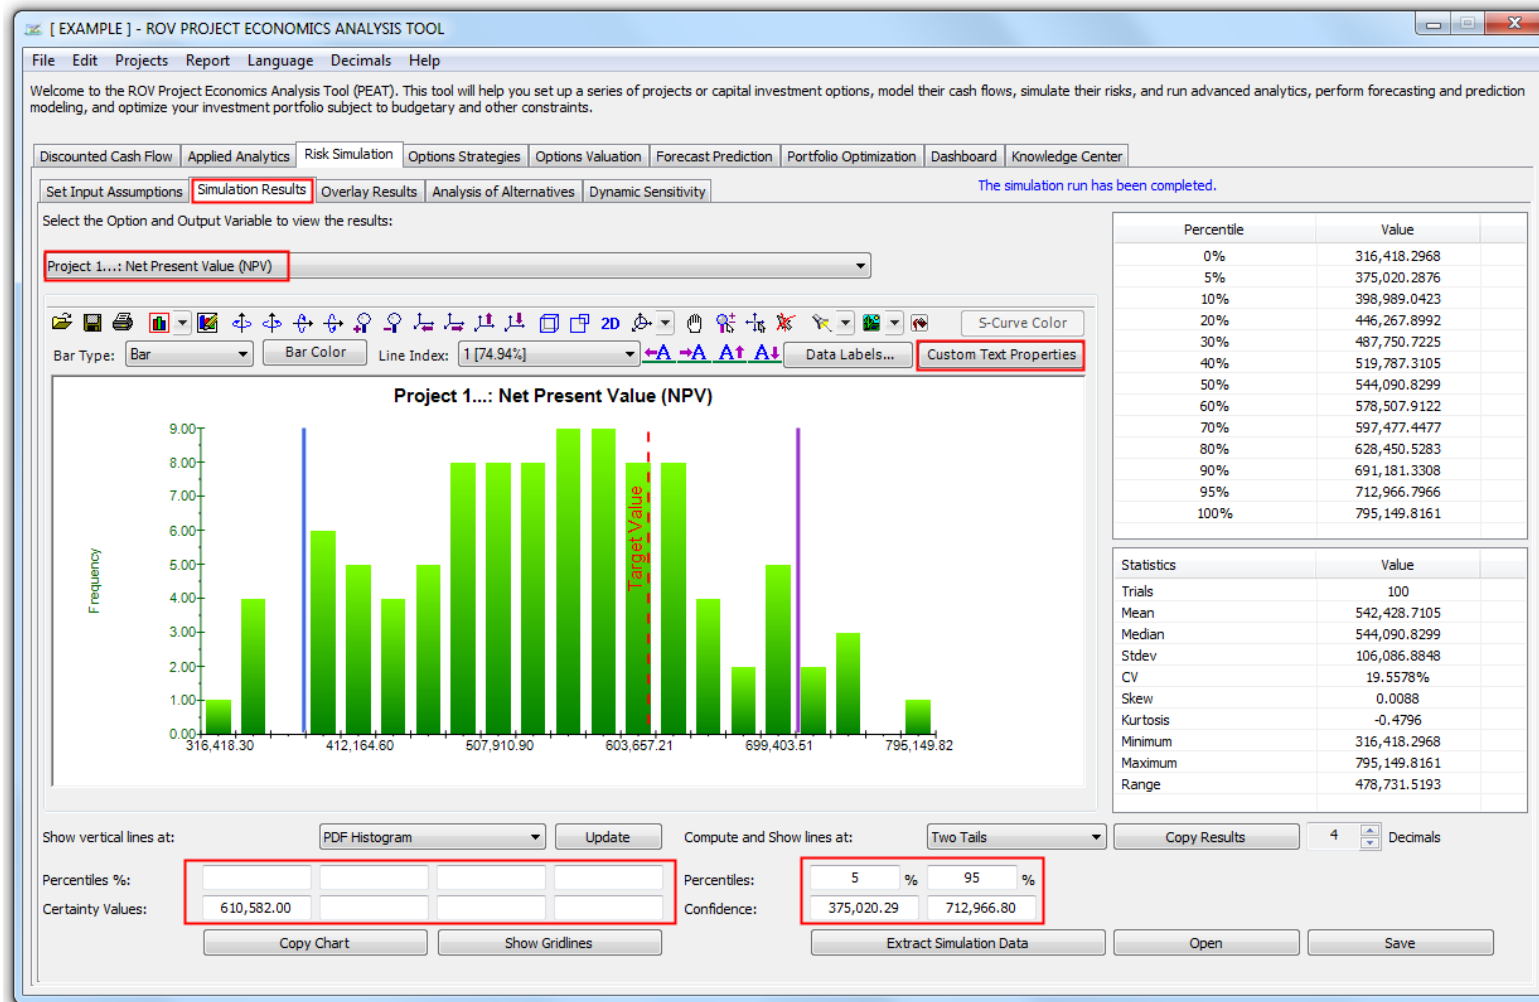 [ EXAMPLE ] - ROV PROJECT ECONOMICS ANALYSIS TOOL
File Edit Projects Report Language Decimals Help
Welcome to the ROV Project Economics Analysis Tool (PEAT). This tool will help you set up a series of projects or capital investment options, model their cash flows, simulate their risks, and run advanced analytics, perform forecasting and prediction
modeling, and optimize your investment portfolio subject to budgetary and other constraints.
Discounted Cash Flow Applied Analytics Risk Simulation Options Strategies Options Valuation Forecast Prediction Portfolio Optimization Dashboard Knowledge Center
Set Input Assumptions Simulation Results Overlay Results Analysis of Alternatives Dynamic Sensitivity
The simulation run has been completed.
Select the Option and Output Variable to view the results:
Project 1...: Net Present Value (NPV)
2D S-Curve Color
Bar Type: Bar Bar Color Line Index: 1 [74.94%] A A A A Data Labels... Custom Text Properties
Project 1...: Net Present Value (NPV)
Frequency
9.00
8.00
7.00
6.00
5.00
4.00
3.00
2.00
1.00
0.00
Target Value
316,418.30 412,164.60 507,910.90 603,657.21 699,403.51 795,149.82
Percentile Value
0% 316,418.2968
5% 375,020.2876
10% 398,989.0423
20% 446,267.8992
30% 487,750.7225
40% 519,787.3105
50% 544,090.8299
60% 578,507.9122
70% 597,477.4477
80% 628,450.5283
90% 691,181.3308
95% 712,966.7966
100% 795,149.8161
Statistics Value
Trials 100
Mean 542,428.7105
Median 544,090.8299
Stdev 106,086.8848
CV 19.5578%
Skew 0.0088
Kurtosis -0.4796
Minimum 316,418.2968
Maximum 795,149.8161
Range 478,731.5193
Show vertical lines at: PDF Histogram Update Compute and Show lines at: Two Tails Copy Results 4 Decimals
Percentiles %: Percentiles: 5 % 95 %
Certainty Values: 610,582.00 Confidence: 375,020.29 712,966.80
Copy Chart Show Gridlines Extract Simulation Data Open Save